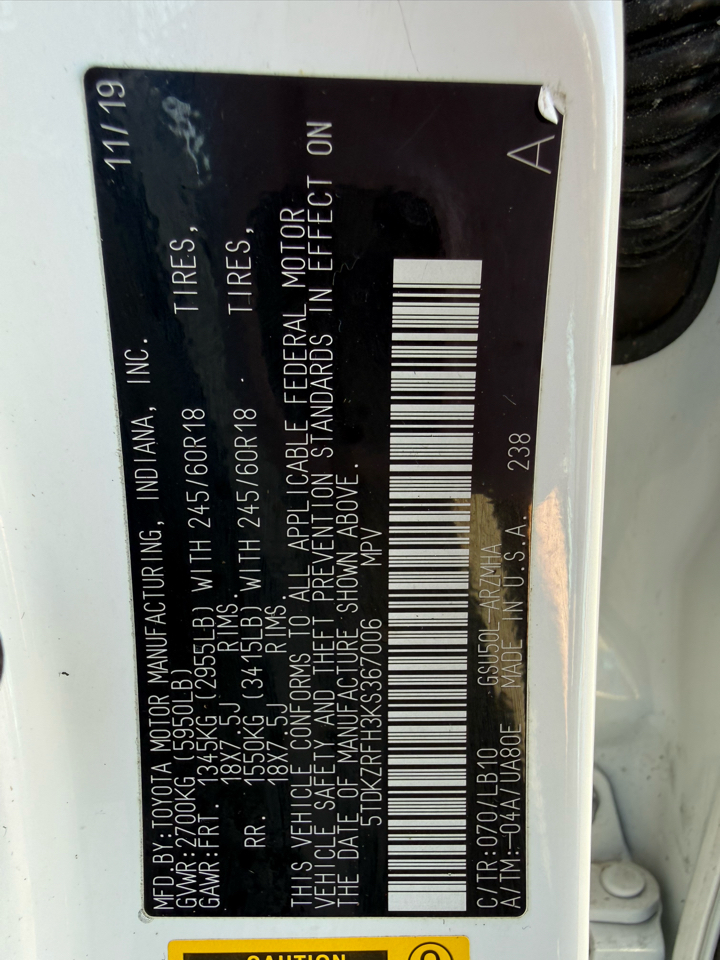 MFD.BY:TOYOTA MOTOR MANUFACTURING, INDIANA, INC. 11/19
GVWR:2700KG (5950LB)
GAWR:FRT. 1345KG (2955LB) WITH 245/60R18 TIRES,
18X7.5J RIMS.
RR. 1550KG (3415LB) WITH 245/60R18 TIRES,
18X7.5J RIMS.
THIS VEHICLE CONFORMS TO ALL APPLICABLE FEDERAL MOTOR
VEHICLE SAFETY AND THEFT PREVENTION STANDARDS IN EFFECT ON
THE DATE OF MANUFACTURE SHOWN ABOVE.
5TDKZRFH3KS367006 MPV
C/TR:070/LB10 GSU50L-ARZMHA
A/TM:-04A/UA80E MADE IN U.S.A. 238 A
CAUTION